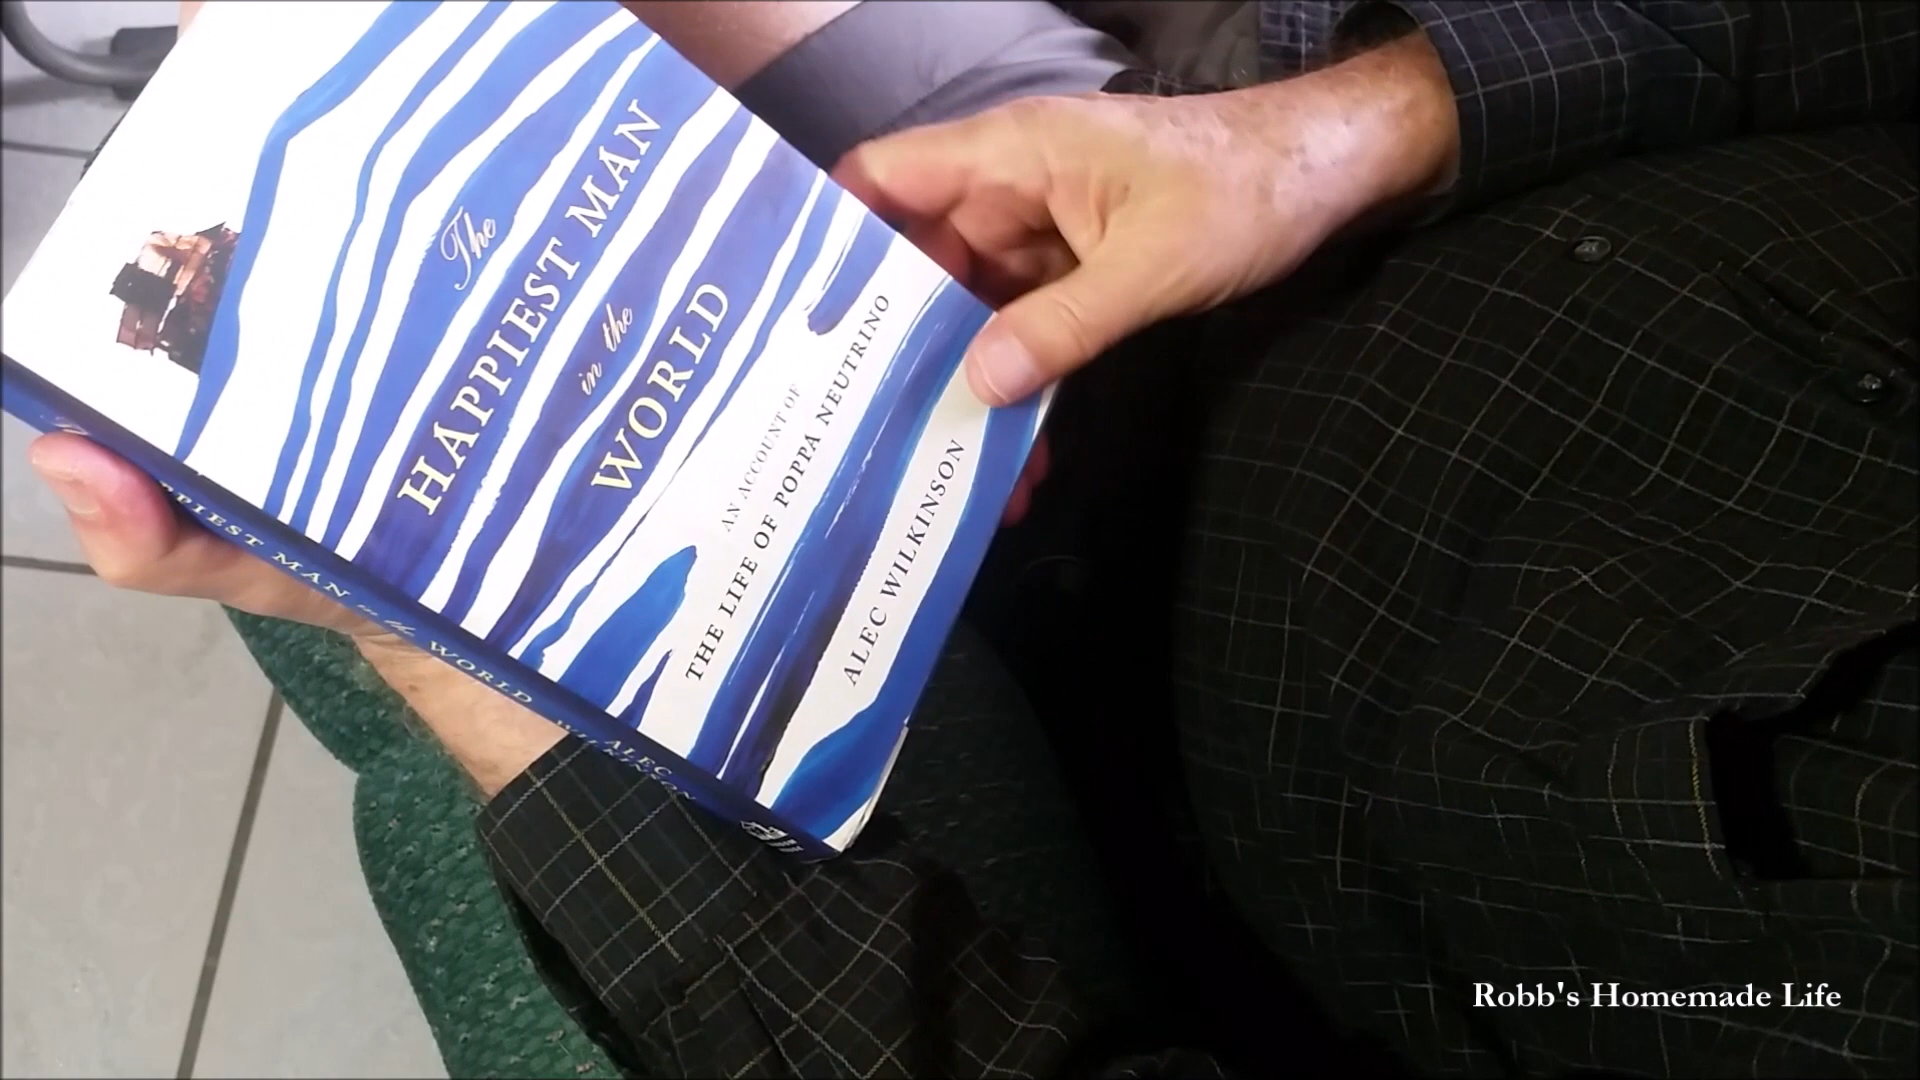 The
HAPPIEST MAN
in the
WORLD
AN ACCOUNT OF
THE LIFE OF POPPA NEUTRINO
ALEC WILKINSON
PPIEST MAN in the WORLD
ALEC
WILKINSON
Robb's Homemade Life